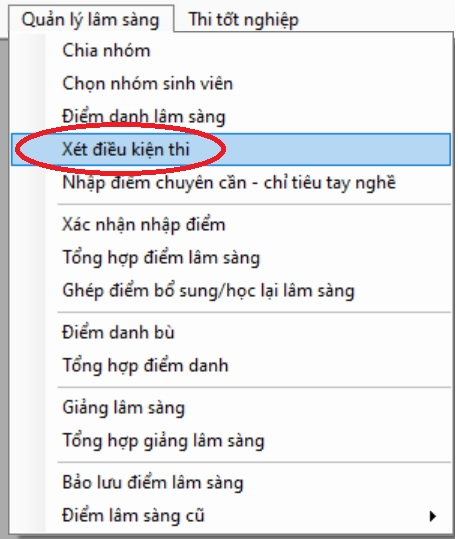 Quản lý lâm sàng Thi tốt nghiệp
Chia nhóm
Chọn nhóm sinh viên
Điểm danh lâm sàng
Xét điều kiện thi
Nhập điểm chuyên cần - chỉ tiêu tay nghề
Xác nhận nhập điểm
Tổng hợp điểm lâm sàng
Ghép điểm bổ sung/học lại lâm sàng
Điểm danh bù
Tổng hợp điểm danh
Giảng lâm sàng
Tổng hợp giảng lâm sàng
Bảo lưu điểm lâm sàng
Điểm lâm sàng cũ